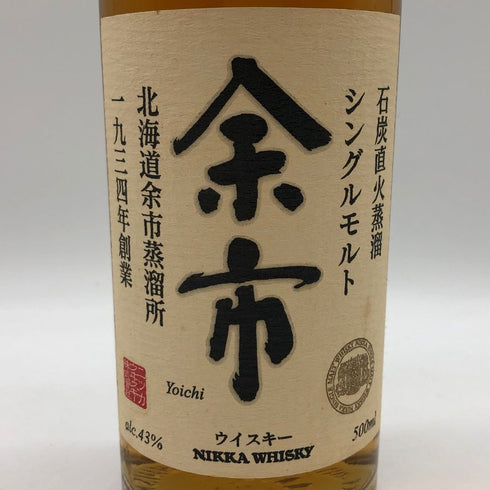 石炭直火蒸溜
シングルモルト
余市
北海道余市蒸溜所
一九三四年創業
Yoichi
alc.43%
ウイスキー
NIKKA WHISKY
500ml